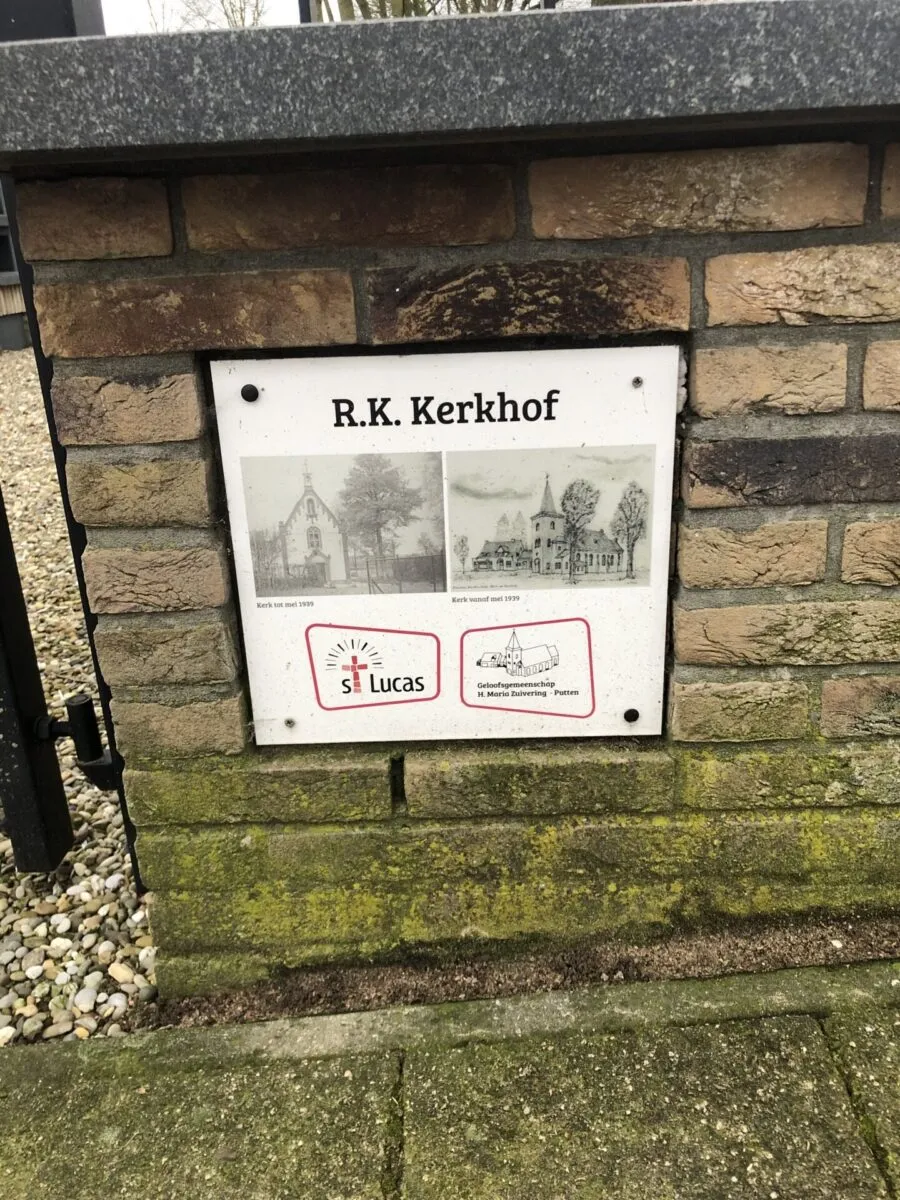 R.K. Kerkhof
Kerk tot mei 1939
Kerk vanaf mei 1939
st Lucas
Geloofsgemeenschap
H. Maria Zuivering - Putten